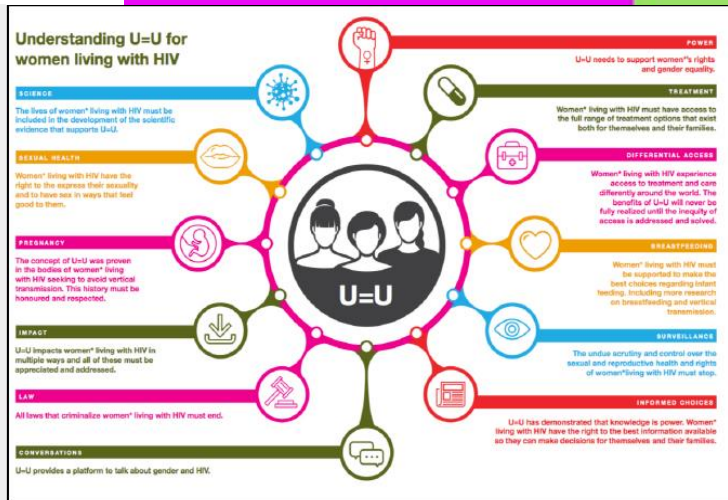 Understanding U=U for
women living with HIV
SCIENCE
The lives of women* living with HIV must be
included in the development of the scientific
evidence that supports U=U.
SEXUAL HEALTH
Women* living with HIV have the
right to the express their sexuality
and to have sex in ways that feel
good to them.
PREGNANCY
The concept of U=U was proven
in the bodies of women* living
with HIV seeking to avoid vertical
transmission. This history must be
honoured and respected.
IMPACT
U=U impacts women* living with HIV in
multiple ways and all of these must be
appreciated and addressed.
LAW
All laws that criminalize women* living with HIV must end.
CONVERSATIONS
U=U provides a platform to talk about gender and HIV.
U=U
POWER
U=U needs to support women*'s rights
and gender equality.
TREATMENT
Women* living with HIV must have access to
the full range of treatment options that exist
both for themselves and their families.
DIFFERENTIAL ACCESS
Women* living with HIV experience
access to treatment and care
differently around the world. The
benefits of U=U will never be
fully realized until the inequity of
access is addressed and solved.
BREASTFEEDING
Women* living with HIV must
be supported to make the
best choices regarding infant
feeding. Including more research
on breastfeeding and vertical
transmission.
SURVEILLANCE
The undue scrutiny and control over the
sexual and reproductive health and rights
of women*living with HIV must stop.
INFORMED CHOICES
U=U has demonstrated that knowledge is power. Women*
living with HIV have the right to the best information available
so they can make decisions for themselves and their families.